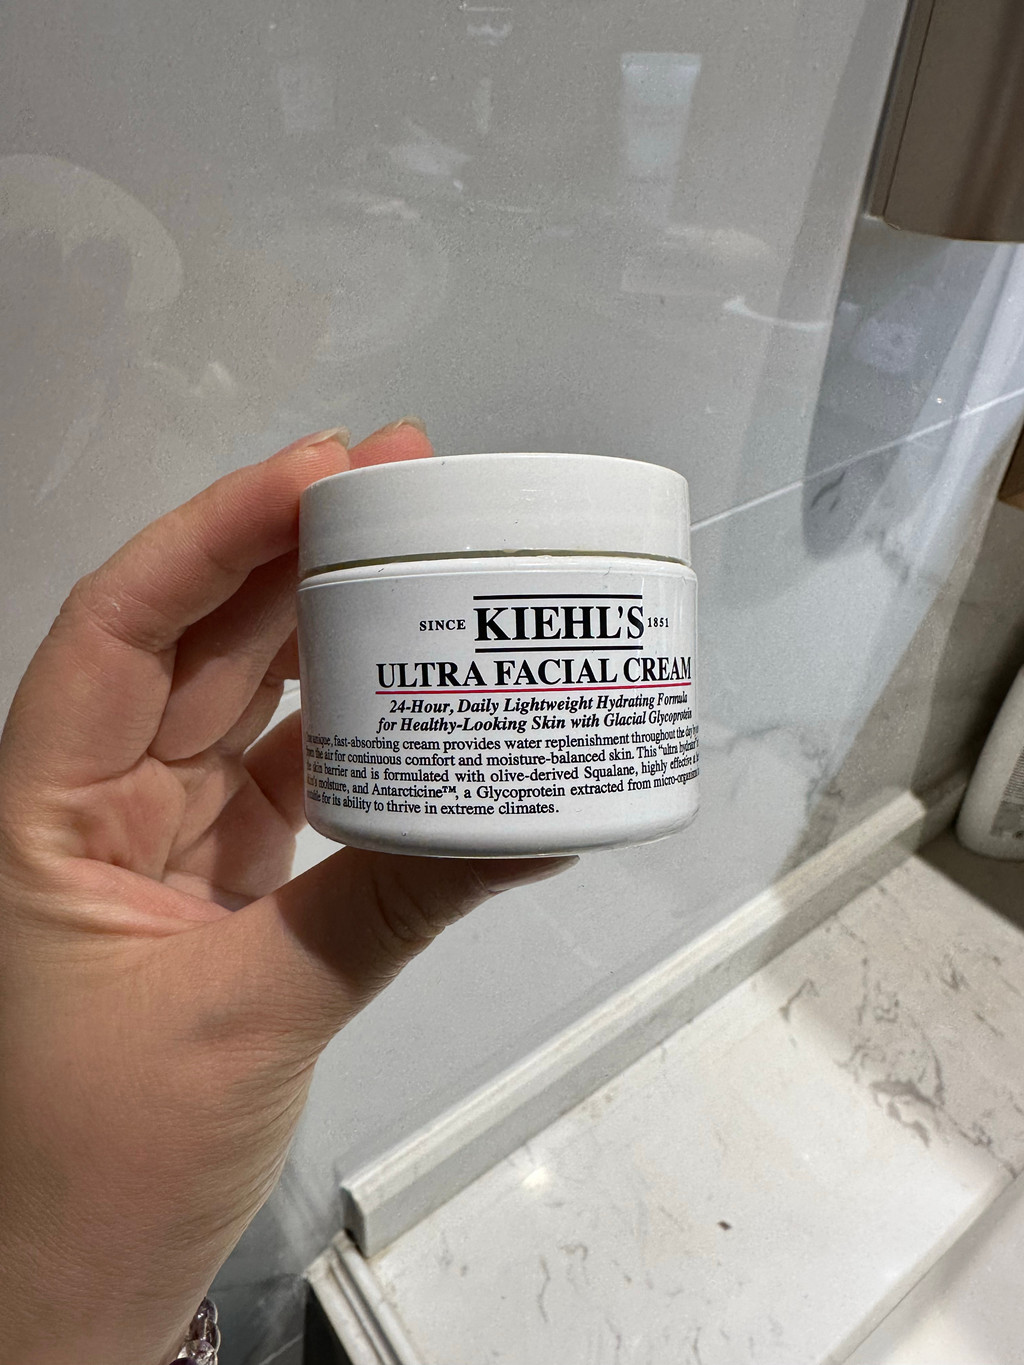 SINCE KIEHL'S 1851
ULTRA FACIAL CREAM
24-Hour, Daily Lightweight Hydrating Formula
for Healthy-Looking Skin with Glacial Glycoprotein
unique, fast-absorbing cream provides water replenishment throughout the day
the air for continuous comfort and moisture-balanced skin. This "ultra hydrator"
skin barrier and is formulated with olive-derived Squalane, highly effective
moisture, and Antarcticine™, a Glycoprotein extracted from
for its ability to thrive in extreme climates.